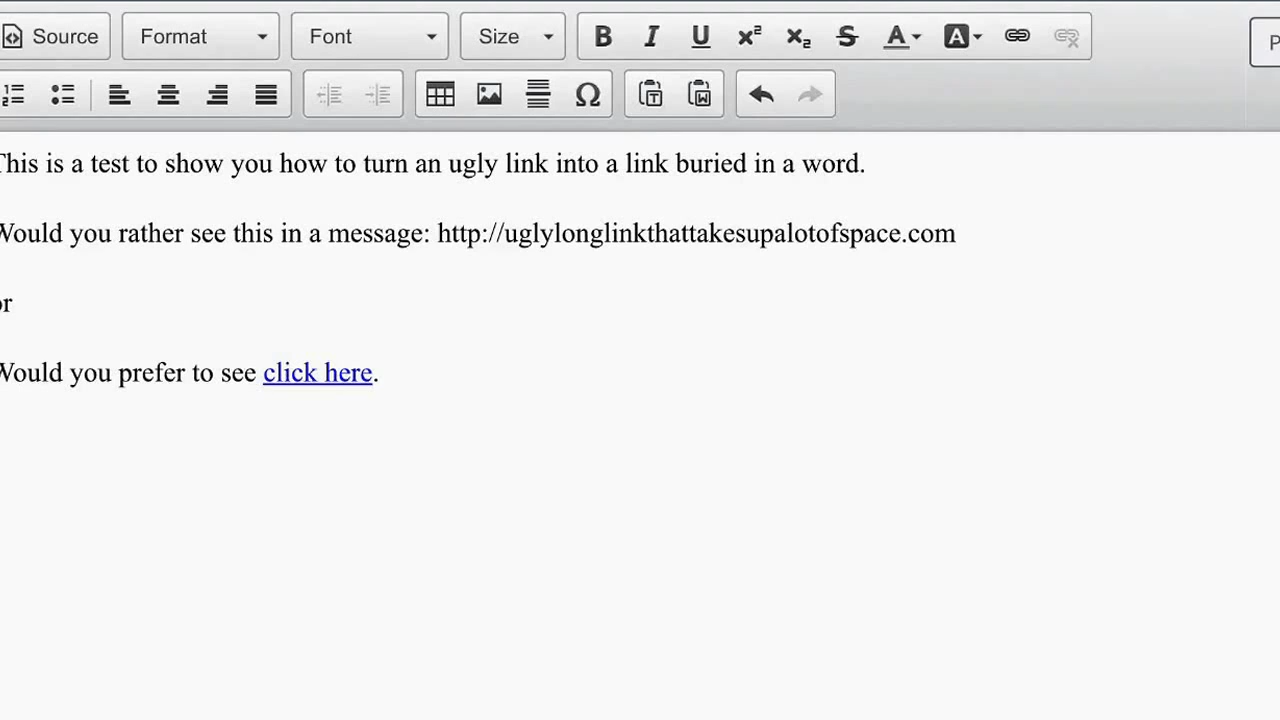 Source Format Font Size
This is a test to show you how to turn an ugly link into a link buried in a word.
Would you rather see this in a message: http://uglylonglinkthattakesupalotofspace.com
or
Would you prefer to see click here.